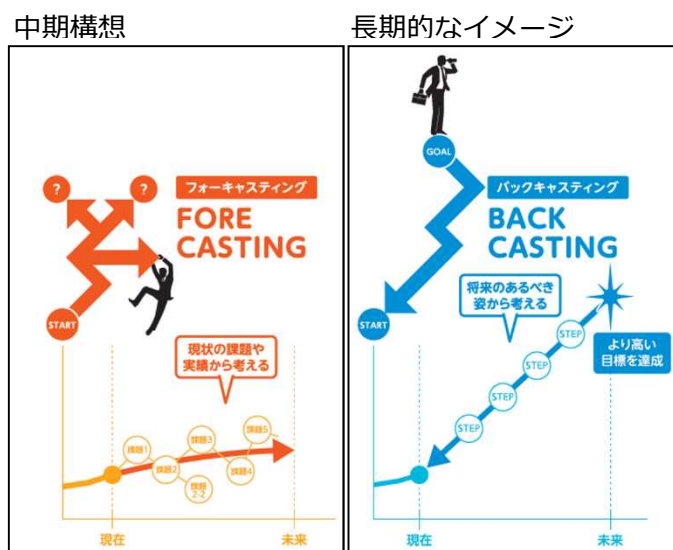 中期構想
?
?
フォーキャスティング
FORE
CASTING
START
現状の課題や
実績から考える
課題1
課題2
課題
2-2
課題3
課題4
課題5
現在
未来
長期的なイメージ
GOAL
バックキャスティング
BACK
CASTING
START
将来のあるべき
姿から考える
STEP
STEP
STEP
STEP
より高い
目標を達成
現在
未来